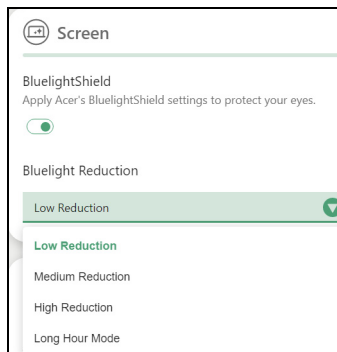 Screen
BluelightShield
Apply Acer's BluelightShield settings to protect your eyes.
Bluelight Reduction
Low Reduction
Low Reduction
Medium Reduction
High Reduction
Long Hour Mode